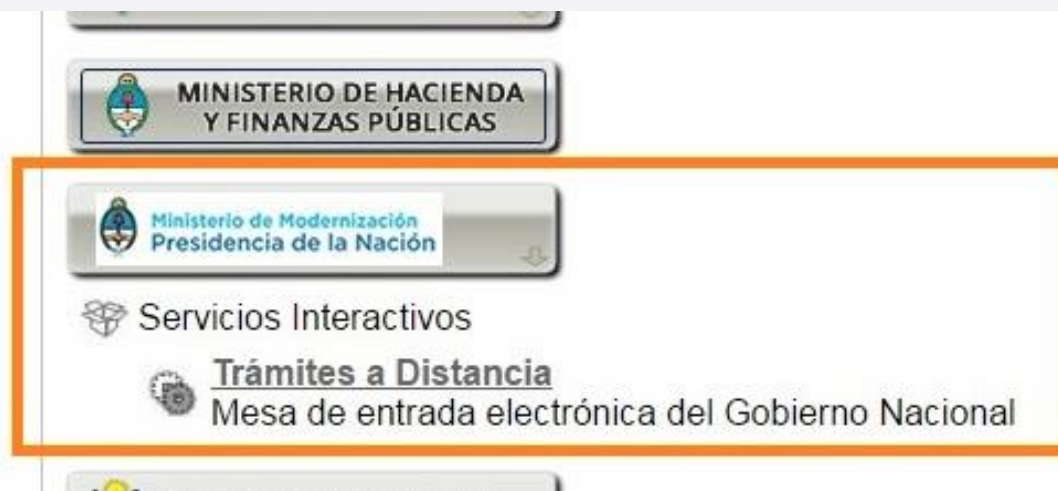 MINISTERIO DE HACIENDA
Y FINANZAS PÚBLICAS
Ministerio de Modernización
Presidencia de la Nación
Servicios Interactivos
Trámites a Distancia
Mesa de entrada electrónica del Gobierno Nacional